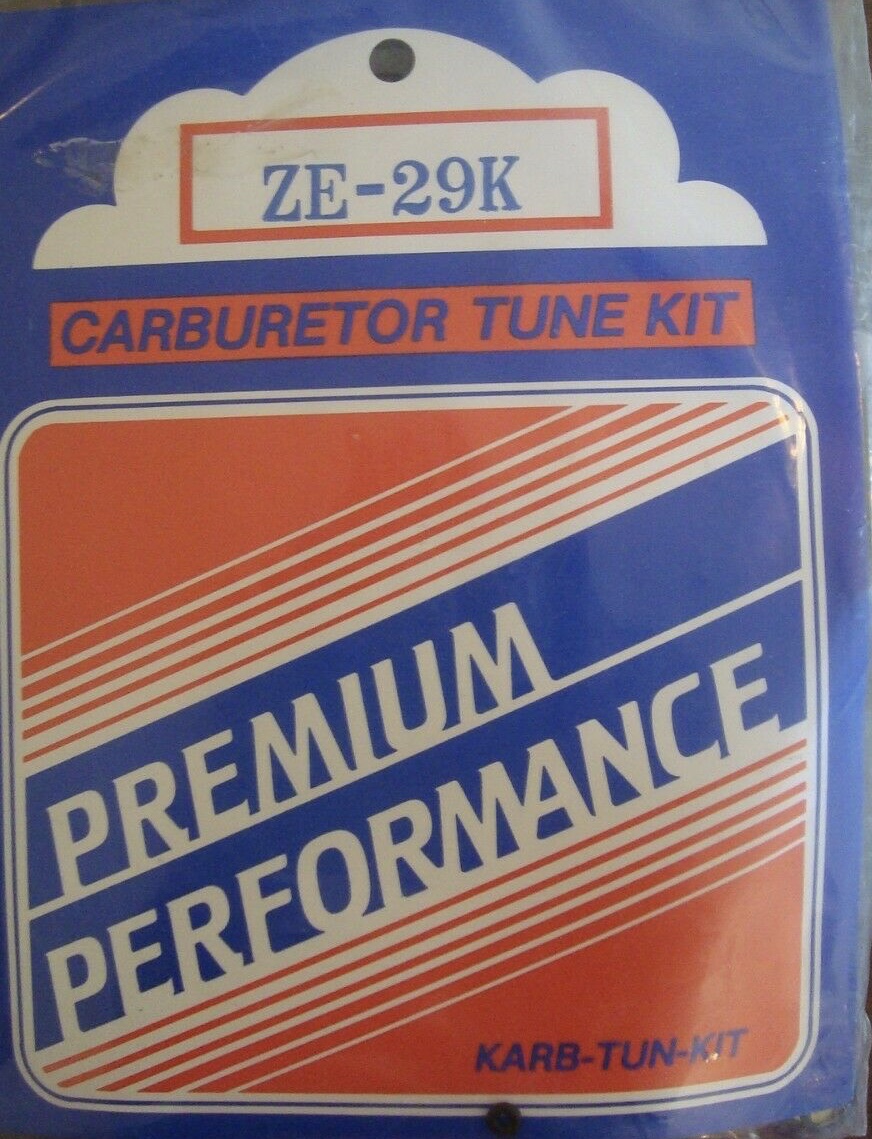 ZE-29K
CARBURETOR TUNE KIT
PREMIUM
PERFORMANCE
KARB-TUN-KIT